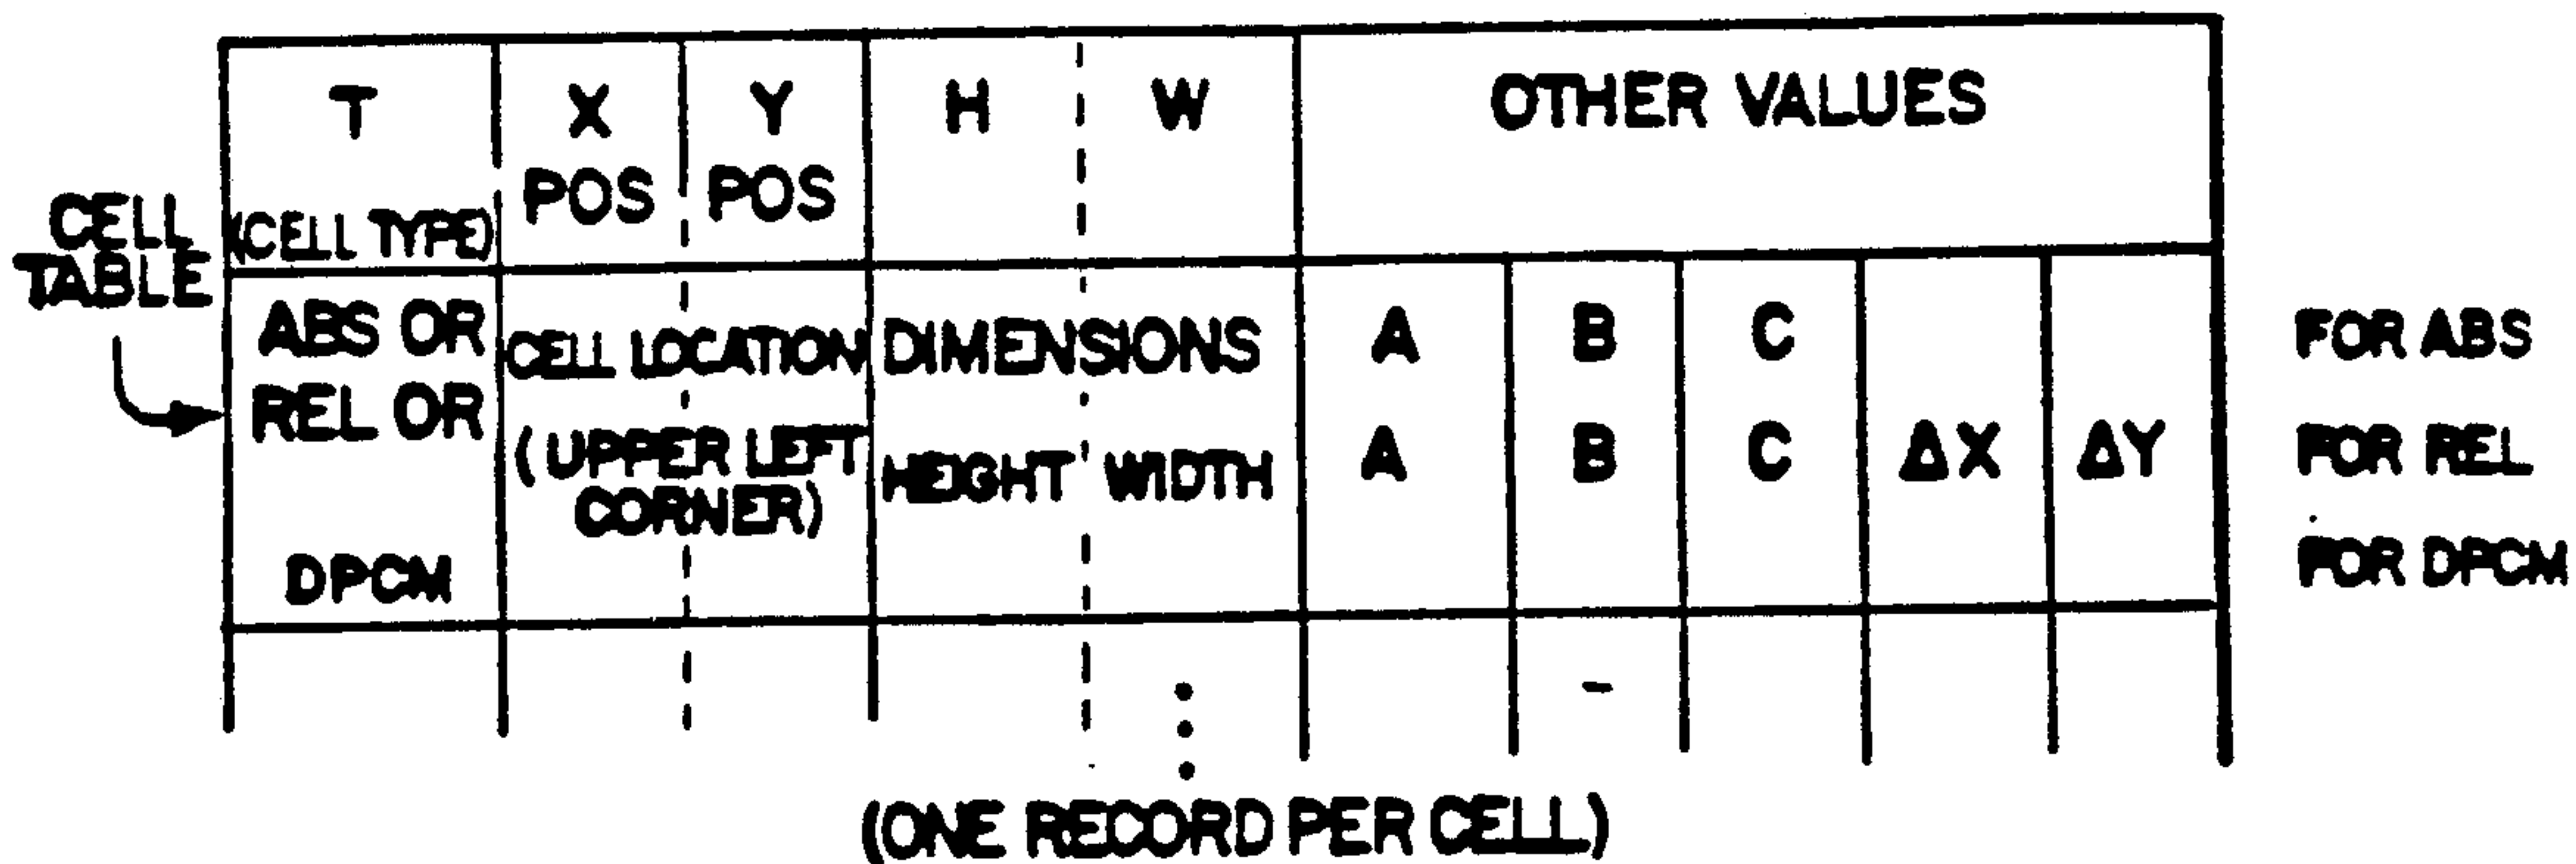 T X Y H W OTHER VALUES
POS POS
(CELL TYPE)
CELL
TABLE
ABS OR CELL LOCATION DIMENSIONS A B C FOR ABS
REL OR (UPPER LEFT HEIGHT WIDTH A B C ΔX ΔY FOR REL
CORNER)
DPCM FOR DPCM
(ONE RECORD PER CELL)